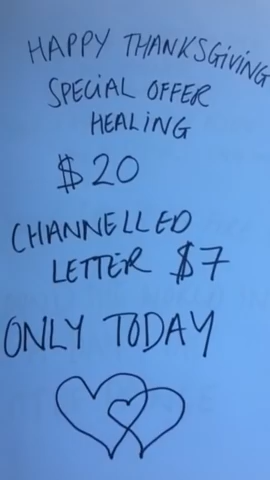 HAPPY THANKSGIVING
SPECIAL OFFER
HEALING
$20
CHANNELLED
LETTER $7
ONLY TODAY